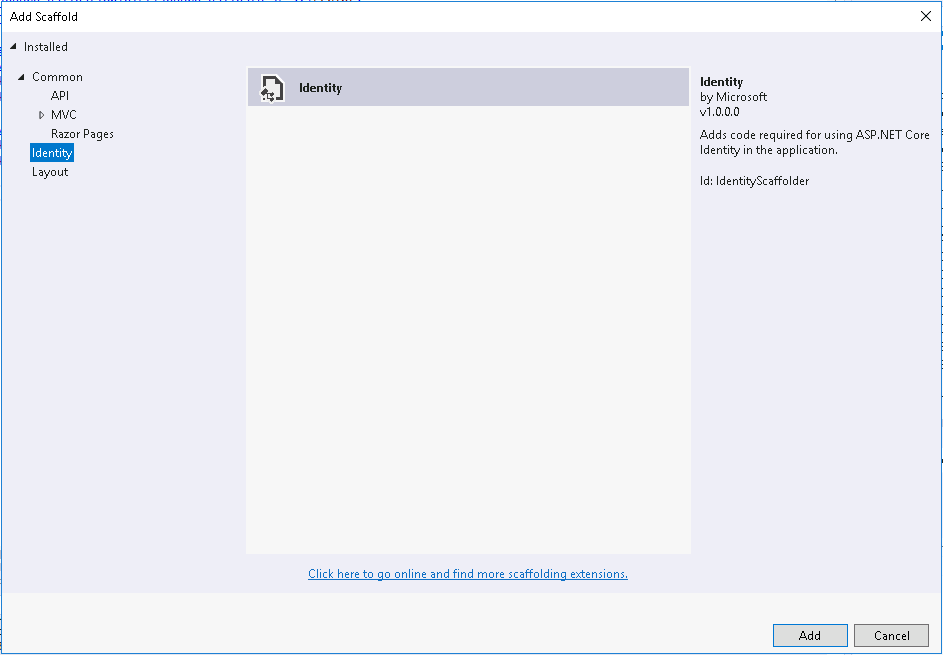 Add Scaffold
Installed
Common
API
MVC
Razor Pages
Identity
Layout
Identity
Identity
by Microsoft
v1.0.0.0
Adds code required for using ASP.NET Core
Identity in the application.
Id: IdentityScaffolder
Click here to go online and find more scaffolding extensions.
Add
Cancel